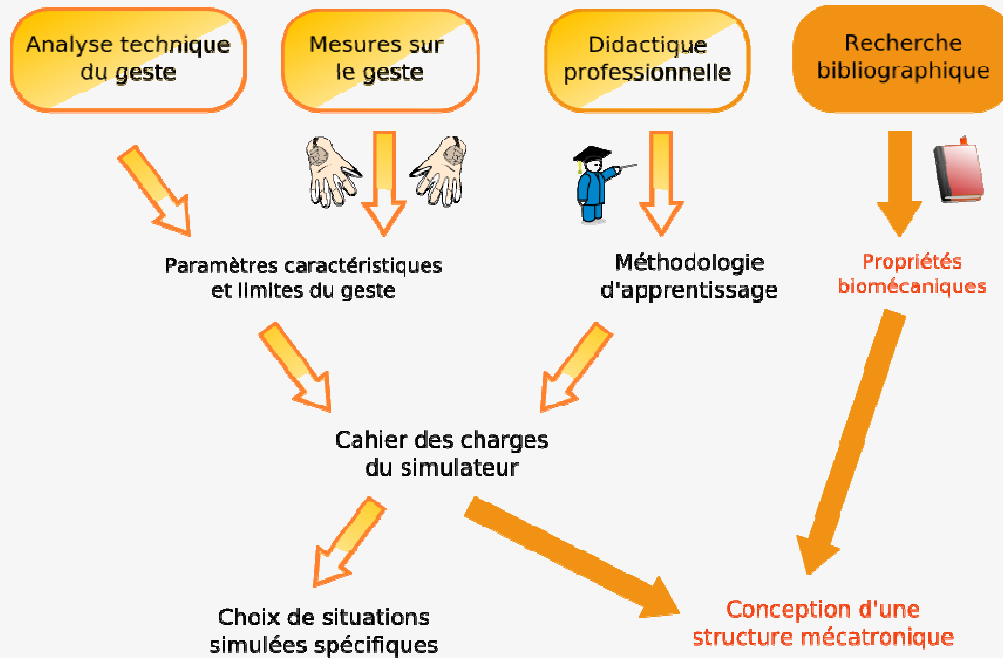 Analyse technique
du geste
Mesures sur
le geste
Didactique
professionnelle
Recherche
bibliographique
Paramètres caractéristiques
et limites du geste
Méthodologie
d'apprentissage
Propriétés
biomécaniques
Cahier des charges
du simulateur
Choix de situations
simulées spécifiques
Conception d'une
structure mécatronique